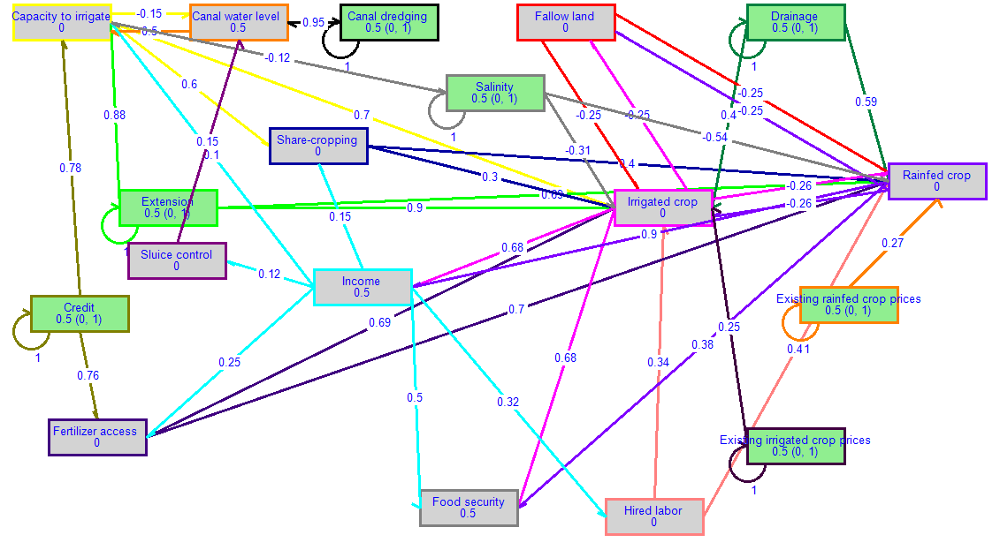 Capacity to irrigate
0
-0.15
-0.5
Canal water level
0.5
0.95
Canal dredging
0.5 (0, 1)
1
Fallow land
0
Drainage
0.5 (0, 1)
1
-0.12
Salinity
0.5 (0, 1)
1
0.6
0.88
0.7
-0.25
-0.25
0.4
-0.25
-0.25
0.59
-0.54
-0.31
Share-cropping
0
0.15
0.1
0.78
0.4
0.3
Rainfed crop
0
-0.26
-0.26
Extension
0.5 (0, 1)
1
0.9
0.89
Irrigated crop
0
0.15
0.9
0.68
0.27
Sluice control
0
0.12
Income
0.5
Credit
0.5 (0, 1)
1
Existing rainfed crop prices
0.5 (0, 1)
0.7
0.69
0.25
0.38
0.41
0.25
0.68
0.34
0.76
0.5
0.32
Fertilizer access
0
Existing irrigated crop prices
0.5 (0, 1)
1
Food security
0.5
Hired labor
0